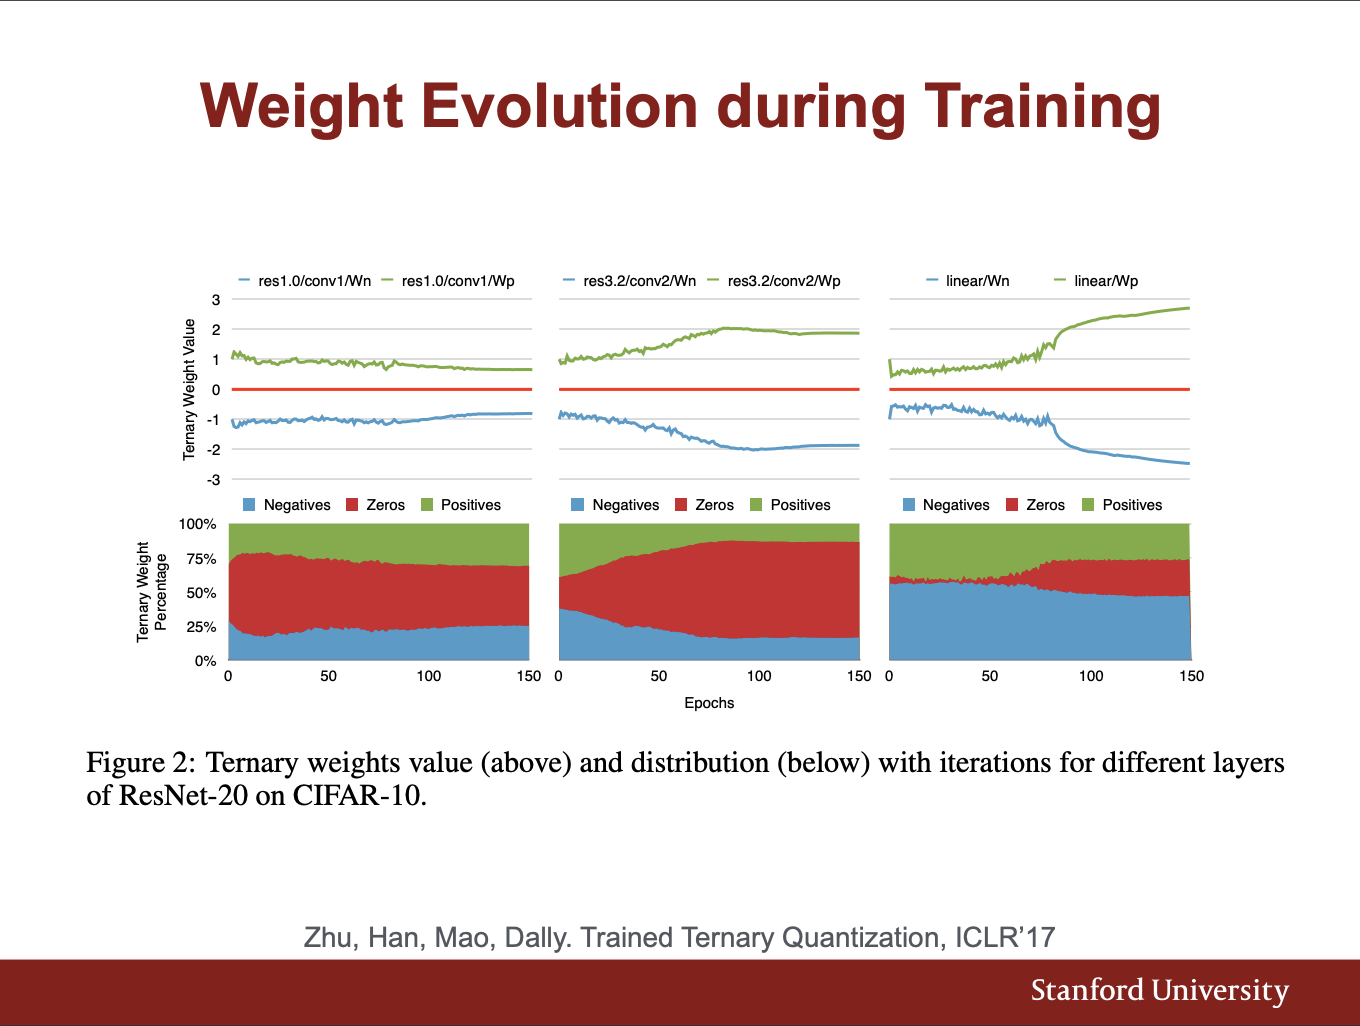 Weight Evolution during Training
res1.0/conv1/Wn res1.0/conv1/Wp
res3.2/conv2/Wn res3.2/conv2/Wp
linear/Wn linear/Wp
Ternary Weight Value
3
2
1
0
-1
-2
-3
Negatives Zeros Positives
Negatives Zeros Positives
Negatives Zeros Positives
Ternary Weight
Percentage
100%
75%
50%
25%
0%
0 50 100 150
0 50 100 150
0 50 100 150
Epochs
Figure 2: Ternary weights value (above) and distribution (below) with iterations for different layers
of ResNet-20 on CIFAR-10.
Zhu, Han, Mao, Dally. Trained Ternary Quantization, ICLR’17
Stanford University